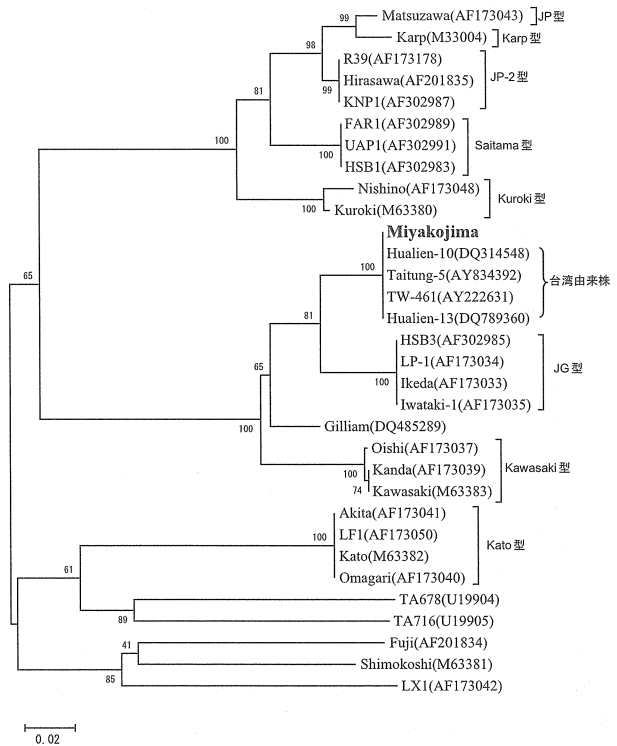 99
Matsuzawa(AF173043)
JP型
Karp(M33004)
Karp型
98
R39(AF173178)
Hirasawa(AF201835)
JP-2型
99
KNP1(AF302987)
81
FAR1(AF302989)
UAP1(AF302991)
Saitama型
100
HSB1(AF302983)
100
Nishino(AF173048)
Kuroki型
100
Kuroki(M63380)
Miyakojima
Hualien-10(DQ314548)
100
Taitung-5(AY834392)
台湾由来株
65
TW-461(AY222631)
Hualien-13(DQ789360)
81
HSB3(AF302985)
LP-1(AF173034)
JG型
65
100
Ikeda(AF173033)
Iwataki-1(AF173035)
100
Gilliam(DQ485289)
Oishi(AF173037)
100
Kanda(AF173039)
Kawasaki型
74
Kawasaki(M63383)
Akita(AF173041)
100
LF1(AF173050)
Kato型
Kato(M63382)
61
Omagari(AF173040)
TA678(U19904)
89
TA716(U19905)
41
Fuji(AF201834)
Shimokoshi(M63381)
85
LX1(AF173042)
0.02